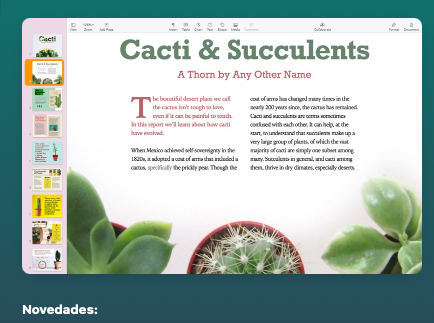 Cacti
View Zoom Add Page Insert Table Chart Text Shape Media Comment Collaborate Format Document
Cacti & Succulents
A Thorn by Any Other Name
The beautiful desert plant we call
the cactus isn't tough to love,
even if it can be painful to touch.
In this report we'll learn about how cacti
have evolved.
When Mexico achieved self-sovereignty in the
1820s, it adopted a coat of arms that included a
cactus, specifically the prickly pear. Though the
coat of arms has changed many times in the
nearly 200 years since, the cactus has remained.
Cacti and succulents are terms sometimes
confused with each other. It can help, at the
start, to understand that succulents make up a
very large group of plants, of which the vast
majority of cacti are simply one subset among
many. Succulents in general, and cacti among
them, thrive in dry climates, especially deserts.
Novedades: